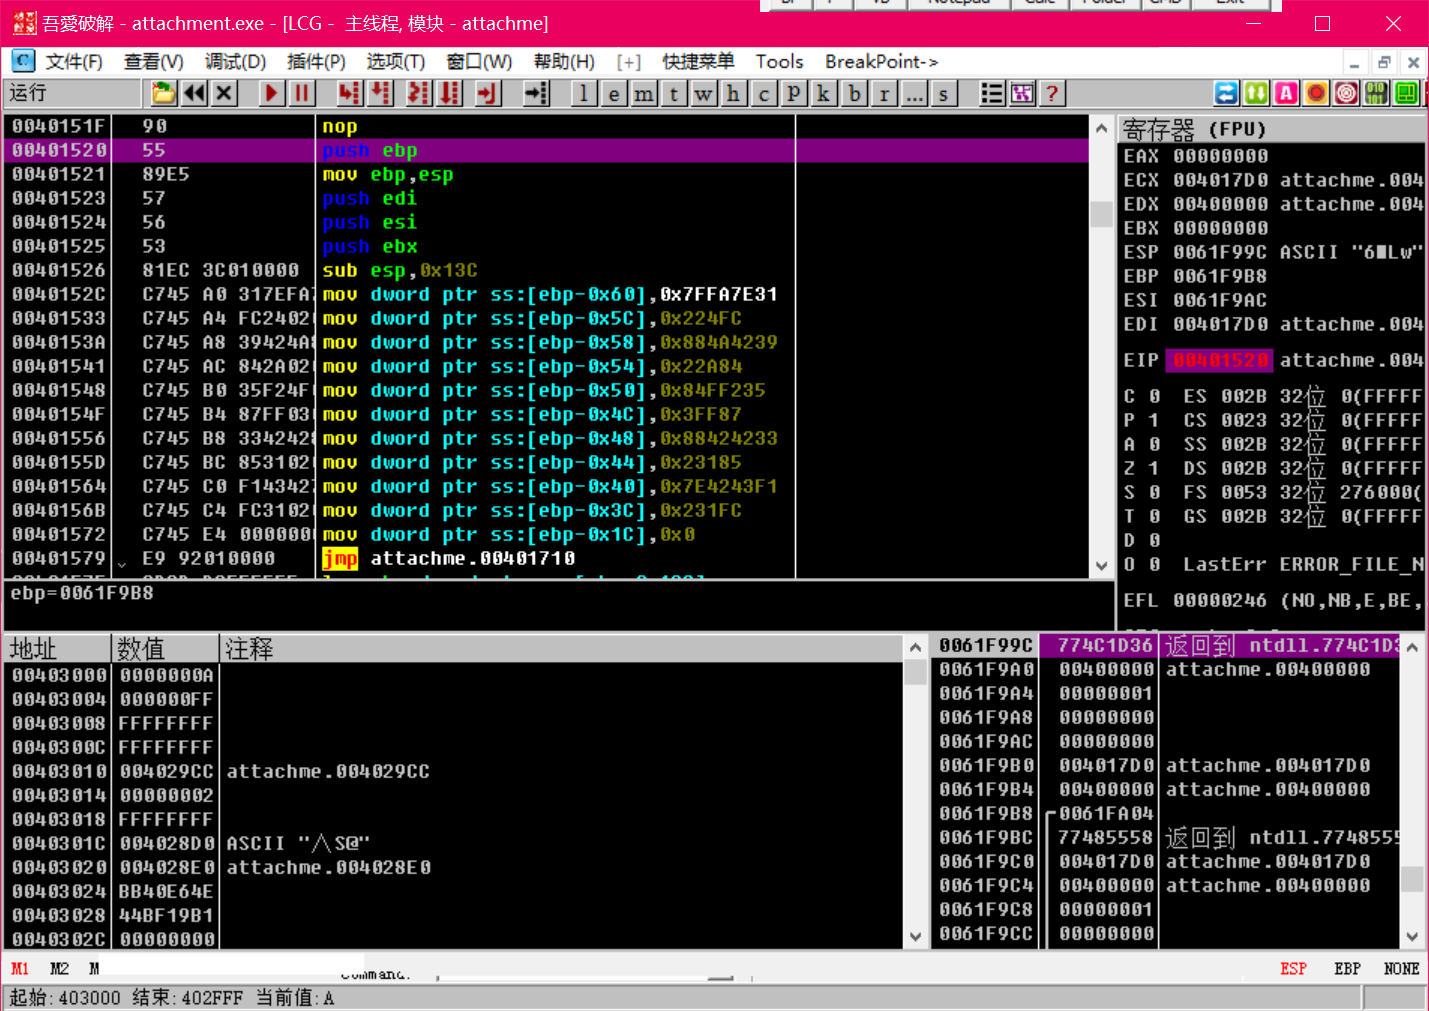 吾愛破解 - attachment.exe - [LCG - 主线程, 模块 - attachme]
文件(F) 查看(V) 调试(D) 插件(P) 选项(T) 窗口(W) 帮助(H) [+] 快捷菜单 Tools BreakPoint->
运行 l e m t w h c p k b r ... s ?
0040151F 90 nop
00401520 55 push ebp
00401521 89E5 mov ebp,esp
00401523 57 push edi
00401524 56 push esi
00401525 53 push ebx
00401526 81EC 3C010000 sub esp,0x13C
0040152C C745 A0 317EFA7 mov dword ptr ss:[ebp-0x60],0x7FFA7E31
00401533 C745 A4 FC2402 mov dword ptr ss:[ebp-0x5C],0x224FC
0040153A C745 A8 39424A8 mov dword ptr ss:[ebp-0x58],0x884A4239
00401541 C745 AC 842A02 mov dword ptr ss:[ebp-0x54],0x22A84
00401548 C745 B0 35F24F mov dword ptr ss:[ebp-0x50],0x84FF235
0040154F C745 B4 87FF03 mov dword ptr ss:[ebp-0x4C],0x3FF87
00401556 C745 B8 3342428 mov dword ptr ss:[ebp-0x48],0x88424233
0040155D C745 BC 853102 mov dword ptr ss:[ebp-0x44],0x23185
00401564 C745 C0 F143427 mov dword ptr ss:[ebp-0x40],0x7E4243F1
0040156B C745 C4 FC3102 mov dword ptr ss:[ebp-0x3C],0x231FC
00401572 C745 E4 000000 mov dword ptr ss:[ebp-0x1C],0x0
00401579 E9 92010000 jmp attachme.00401710
ebp=0061F9B8
寄存器 (FPU)
EAX 00000000
ECX 004017D0 attachme.004
EDX 00400000 attachme.004
EBX 00000000
ESP 0061F99C ASCII "6■Lw"
EBP 0061F9B8
ESI 0061F9AC
EDI 004017D0 attachme.004
EIP 00401520 attachme.004
C 0 ES 002B 32位 0(FFFFF
P 1 CS 0023 32位 0(FFFFF
A 0 SS 002B 32位 0(FFFFF
Z 1 DS 002B 32位 0(FFFFF
S 0 FS 0053 32位 276000(
T 0 GS 002B 32位 0(FFFFF
D 0
O 0 LastErr ERROR_FILE_N
EFL 00000246 (NO,NB,E,BE,
地址 数值 注释
00403000 0000000A
00403004 000000FF
00403008 FFFFFFFF
0040300C FFFFFFFF
00403010 004029CC attachme.004029CC
00403014 00000002
00403018 FFFFFFFF
0040301C 004028D0 ASCII "╱╲S@"
00403020 004028E0 attachme.004028E0
00403024 BB40E64E
00403028 44BF19B1
0040302C 00000000
0061F99C 774C1D36 返回到 ntdll.774C1D3
0061F9A0 00400000 attachme.00400000
0061F9A4 00000001
0061F9A8 00000000
0061F9AC 00000000
0061F9B0 004017D0 attachme.004017D0
0061F9B4 00400000 attachme.00400000
0061F9B8 0061FA04
0061F9BC 77485558 返回到 ntdll.7748555
0061F9C0 004017D0 attachme.004017D0
0061F9C4 00400000 attachme.00400000
0061F9C8 00000001
0061F9CC 00000000
M1 M2 M Command: ESP EBP NONE
起始:403000 结束:402FFF 当前值:A